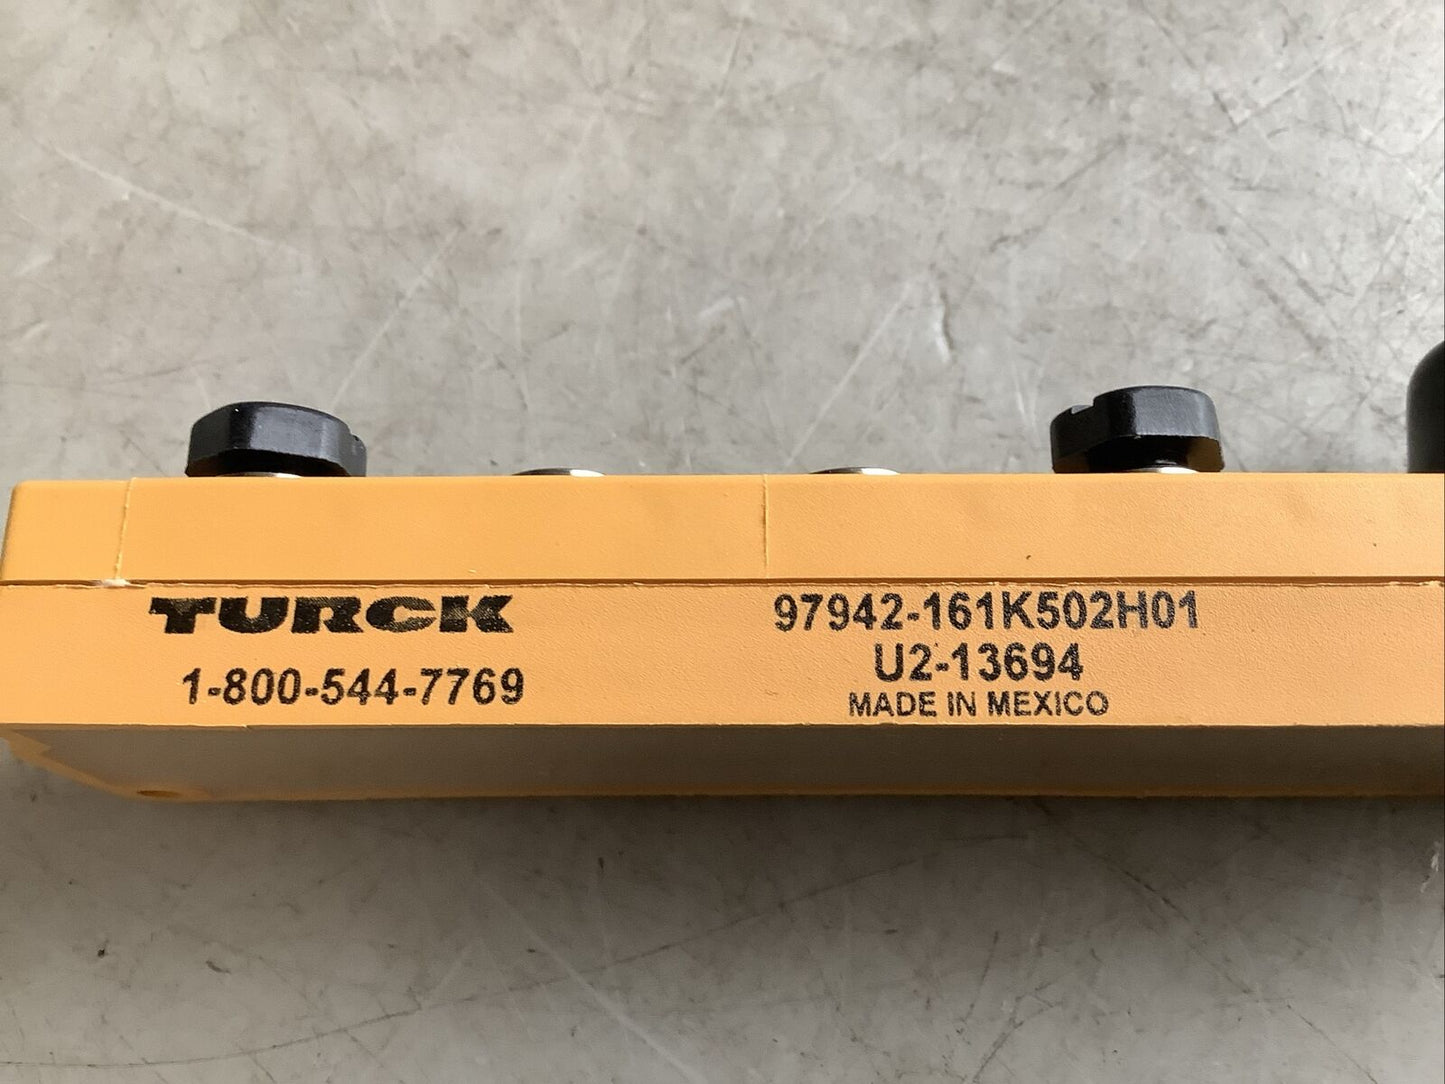 TURCK
1-800-544-7769
97942-161K502H01
U2-13694
MADE IN MEXICO